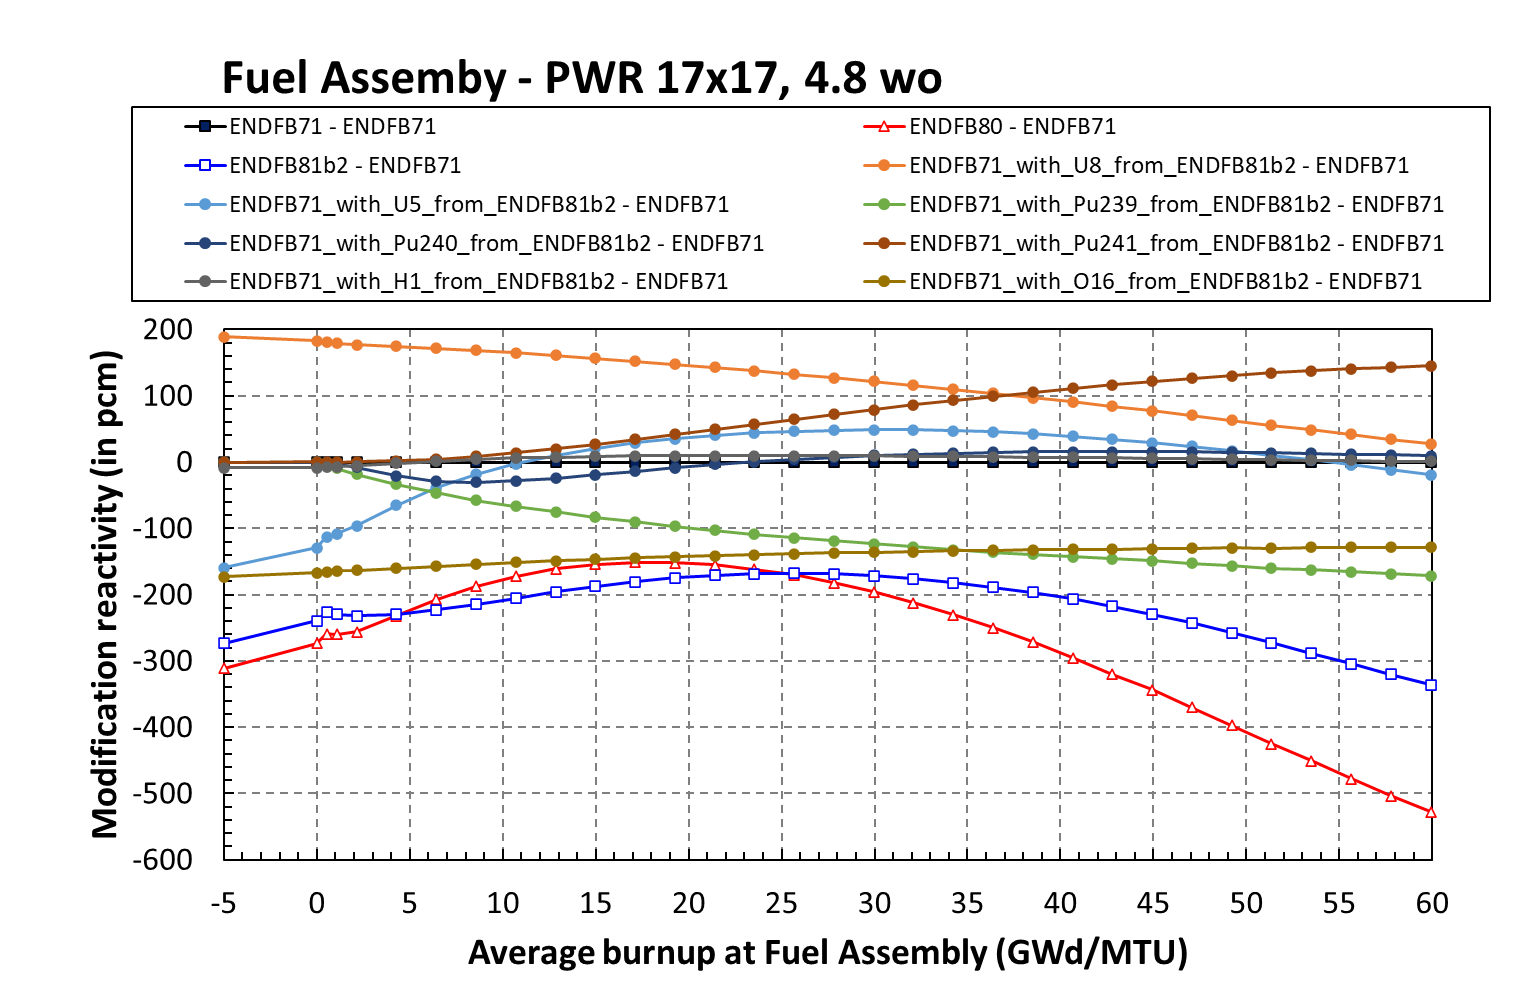 Fuel Assemby - PWR 17x17, 4.8 wo
ENDFB71 - ENDFB71
ENDFB80 - ENDFB71
ENDFB81b2 - ENDFB71
ENDFB71_with_U8_from_ENDFB81b2 - ENDFB71
ENDFB71_with_U5_from_ENDFB81b2 - ENDFB71
ENDFB71_with_Pu239_from_ENDFB81b2 - ENDFB71
ENDFB71_with_Pu240_from_ENDFB81b2 - ENDFB71
ENDFB71_with_Pu241_from_ENDFB81b2 - ENDFB71
ENDFB71_with_H1_from_ENDFB81b2 - ENDFB71
ENDFB71_with_O16_from_ENDFB81b2 - ENDFB71
Modification reactivity (in pcm)
200
100
0
-100
-200
-300
-400
-500
-600
-5 0 5 10 15 20 25 30 35 40 45 50 55 60
Average burnup at Fuel Assembly (GWd/MTU)